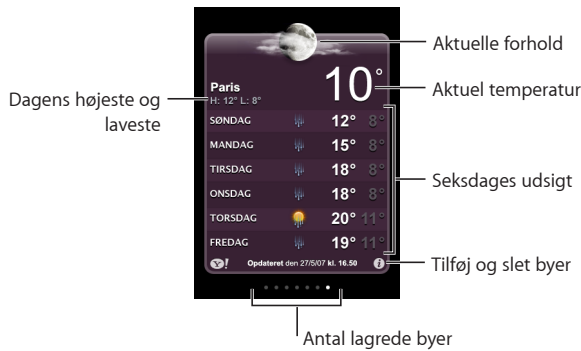 Aktuelle forhold
10°
Aktuel temperatur
Paris
H: 12° L: 8°
Dagens højeste og
laveste
SØNDAG 12° 8°
MANDAG 15° 8°
TIRSDAG 18° 8°
ONSDAG 18° 8°
Seksdages udsigt
TORSDAG 20° 11°
FREDAG 19° 11°
Y! Opdateret den 27/5/07 kl. 16.50 i
Tilføj og slet byer
Antal lagrede byer